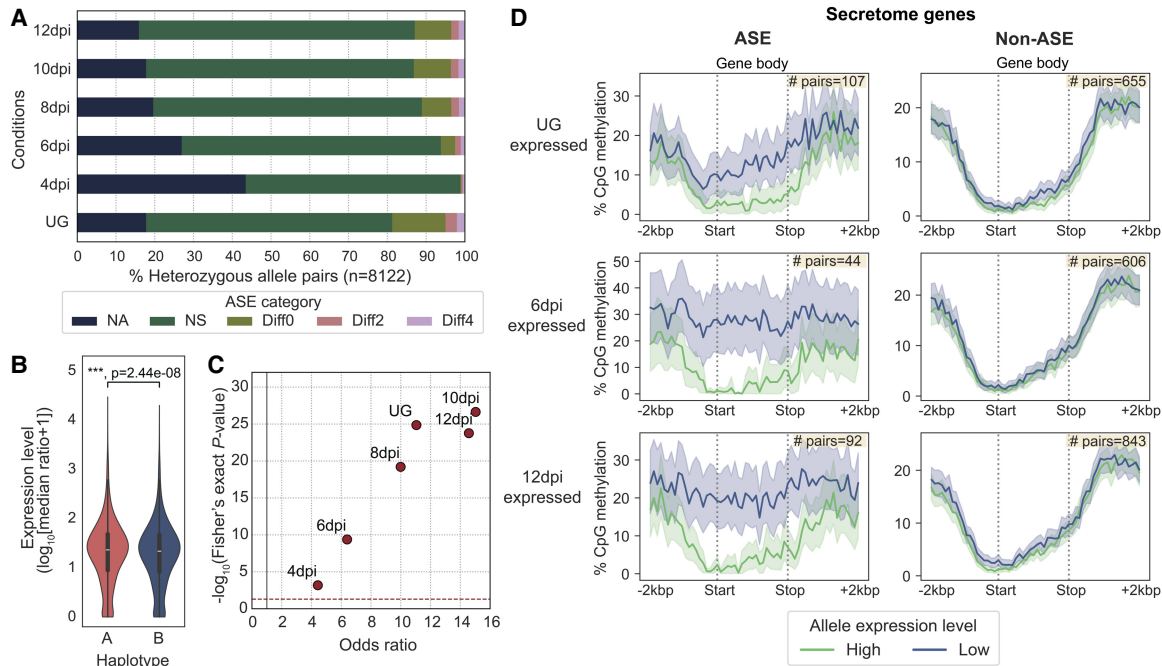 A
Conditions
12dpi
10dpi
8dpi
6dpi
4dpi
UG
0 10 20 30 40 50 60 70 80 90 100
% Heterozygous allele pairs (n=8122)
ASE category
NA NS Diff0 Diff2 Diff4
B
Expression level
(log10[median ratio+1])
***, p=2.44e-08
5
4
3
2
1
0
A B
Haplotype
C
-log10(Fisher's exact P-value)
30
25
20
15
10
5
0
10dpi
12dpi
UG
8dpi
6dpi
4dpi
0 2 4 6 8 10 12 14 16
Odds ratio
D
Secretome genes
ASE Non-ASE
Gene body Gene body
UG
expressed
% CpG methylation
# pairs=107
30
20
10
0
-2kbp Start Stop +2kbp
# pairs=655
20
10
0
-2kbp Start Stop +2kbp
6dpi
expressed
% CpG methylation
# pairs=44
50
40
30
20
10
0
-2kbp Start Stop +2kbp
# pairs=606
20
10
0
-2kbp Start Stop +2kbp
12dpi
expressed
% CpG methylation
# pairs=92
30
20
10
0
-2kbp Start Stop +2kbp
# pairs=843
20
10
0
-2kbp Start Stop +2kbp
Allele expression level
High Low